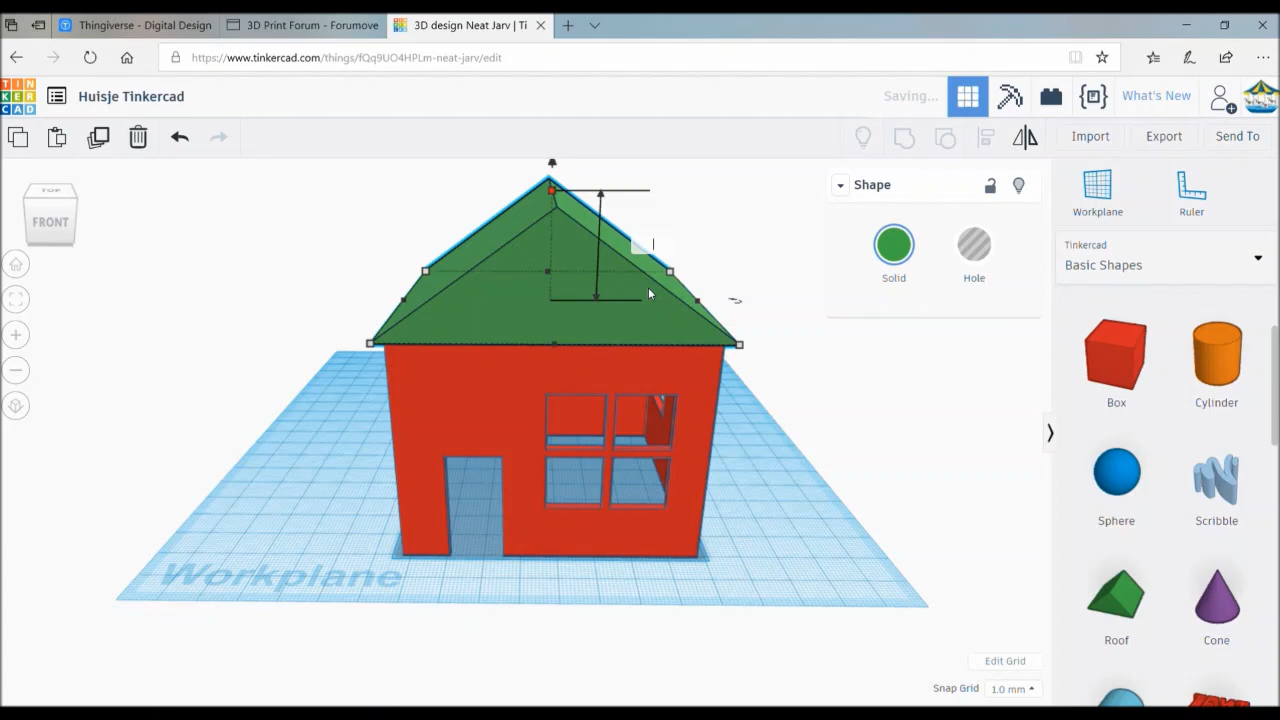 Thingiverse - Digital Design
3D Print Forum - Forumove
3D design Neat Jarv | Ti
https://www.tinkercad.com/things/fQq9UO4HPLm-neat-jarv/edit
TIN
KER
CAD
Huisje Tinkercad
Saving...
What's New
Import
Export
Send To
TOP
FRONT
Shape
Solid
Hole
Workplane
Ruler
Tinkercad
Basic Shapes
Box
Cylinder
Sphere
Scribble
Roof
Cone
Workplane
Edit Grid
Snap Grid
1.0 mm